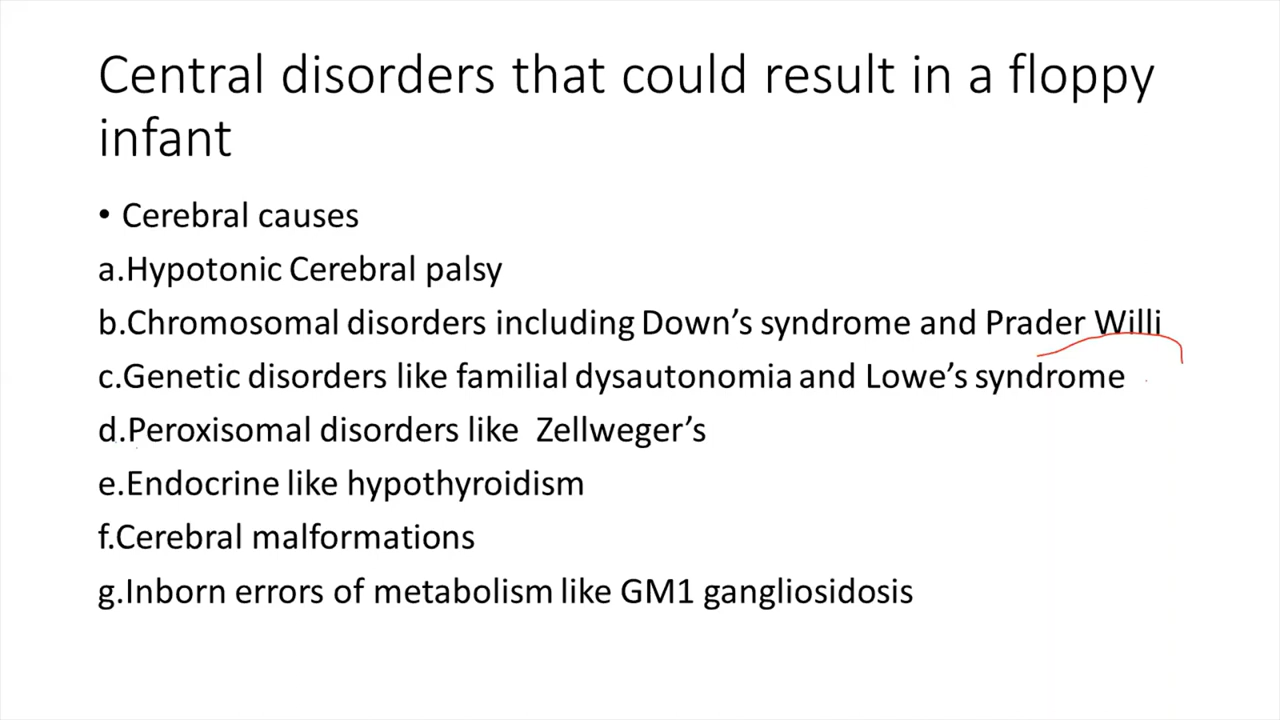 Central disorders that could result in a floppy
infant
• Cerebral causes
a.Hypotonic Cerebral palsy
b.Chromosomal disorders including Down’s syndrome and Prader Willi
c.Genetic disorders like familial dysautonomia and Lowe’s syndrome
d.Peroxisomal disorders like Zellweger’s
e.Endocrine like hypothyroidism
f.Cerebral malformations
g.Inborn errors of metabolism like GM1 gangliosidosis